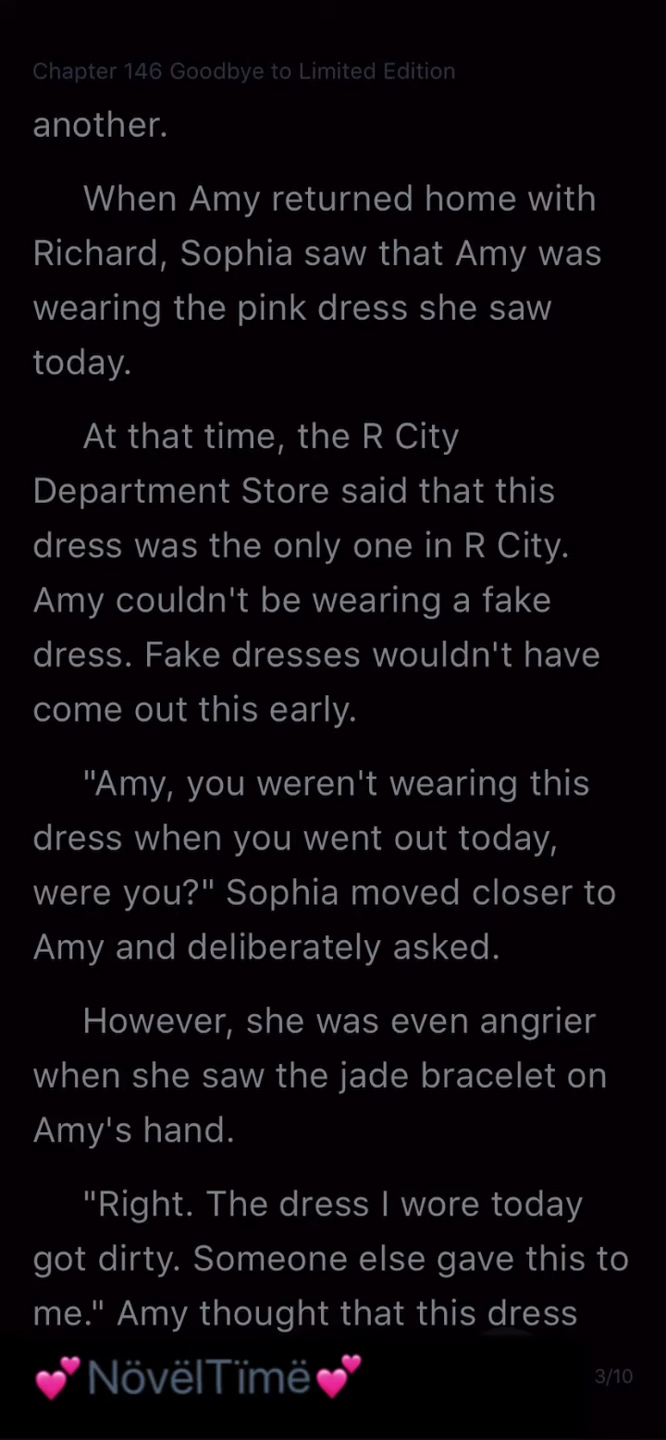 Chapter 146 Goodbye to Limited Edition
another.
When Amy returned home with
Richard, Sophia saw that Amy was
wearing the pink dress she saw
today.
At that time, the R City
Department Store said that this
dress was the only one in R City.
Amy couldn't be wearing a fake
dress. Fake dresses wouldn't have
come out this early.
"Amy, you weren't wearing this
dress when you went out today,
were you?" Sophia moved closer to
Amy and deliberately asked.
However, she was even angrier
when she saw the jade bracelet on
Amy's hand.
"Right. The dress I wore today
got dirty. Someone else gave this to
me." Amy thought that this dress
💕NövëlTïmë💕
3/10